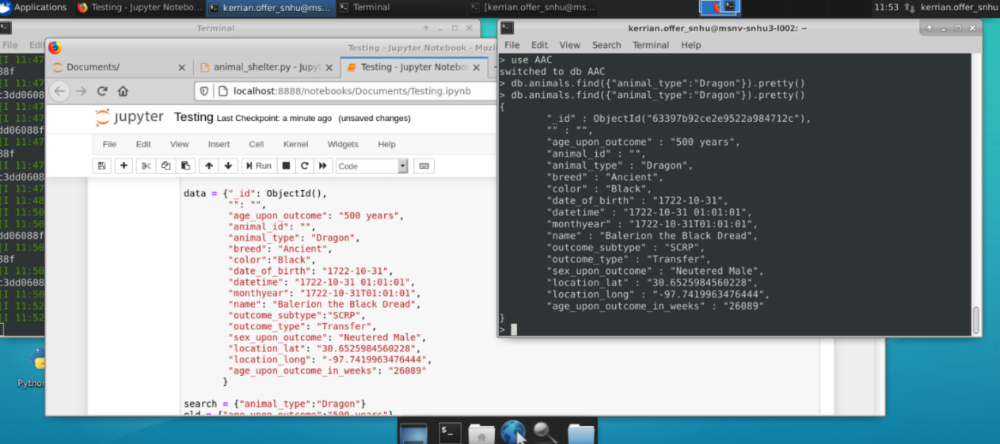 Applications
Testing - Jupyter Notebo...
kerrian.offer_snhu@ms...
Terminal
[kerrian.offer_snhu@ms...
11:53
kerrian.offer_snhu
Terminal
File
[I 11:47
88f
[I 11:47
c3dd0608
[I 11:47
[I 11:47
dd06088f
[I 11:47
88f
[I 11:47
c3dd0608
[I 11:47
[I 11:48
[I 11:50
[I 11:50
dd06088f
[I 11:50
88f
[I 11:50
c3dd0608
[I 11:50
[I 11:52
[I 11:52
Testing - Jupyter Notebook - Mozi
Documents/
animal_shelter.py - Jupyt
Testing - Jupyter Noteboo
localhost:8888/notebooks/Documents/Testing.ipynb
jupyter Testing Last Checkpoint: a minute ago (unsaved changes)
File Edit View Insert Cell Kernel Widgets Help
Run
Code
data = {"_id": ObjectId(),
"": "",
"age_upon_outcome": "500 years",
"animal_id": "",
"animal_type": "Dragon",
"breed": "Ancient",
"color":"Black",
"date_of_birth": "1722-10-31",
"datetime": "1722-10-31 01:01:01",
"monthyear": "1722-10-31T01:01:01",
"name": "Balerion the Black Dread",
"outcome_subtype":"SCRP",
"outcome_type": "Transfer",
"sex_upon_outcome": "Neutered Male",
"location_lat": "30.6525984560228",
"location_long": "-97.7419963476444",
"age_upon_outcome_in_weeks": "26089"
}
search = {"animal_type":"Dragon"}
old = {"age_upon_outcome":"500 years"}
kerrian.offer_snhu@msnv-snhu3-l002: ~
File Edit View Search Terminal Help
> use AAC
switched to db AAC
> db.animals.find({"animal_type":"Dragon"}).pretty()
> db.animals.find({"animal_type":"Dragon"}).pretty()
{
"_id" : ObjectId("63397b92ce2e9522a984712c"),
"" : "",
"age_upon_outcome" : "500 years",
"animal_id" : "",
"animal_type" : "Dragon",
"breed" : "Ancient",
"color" : "Black",
"date_of_birth" : "1722-10-31",
"datetime" : "1722-10-31 01:01:01",
"monthyear" : "1722-10-31T01:01:01",
"name" : "Balerion the Black Dread",
"outcome_subtype" : "SCRP",
"outcome_type" : "Transfer",
"sex_upon_outcome" : "Neutered Male",
"location_lat" : "30.6525984560228",
"location_long" : "-97.7419963476444",
"age_upon_outcome_in_weeks" : "26089"
}
>